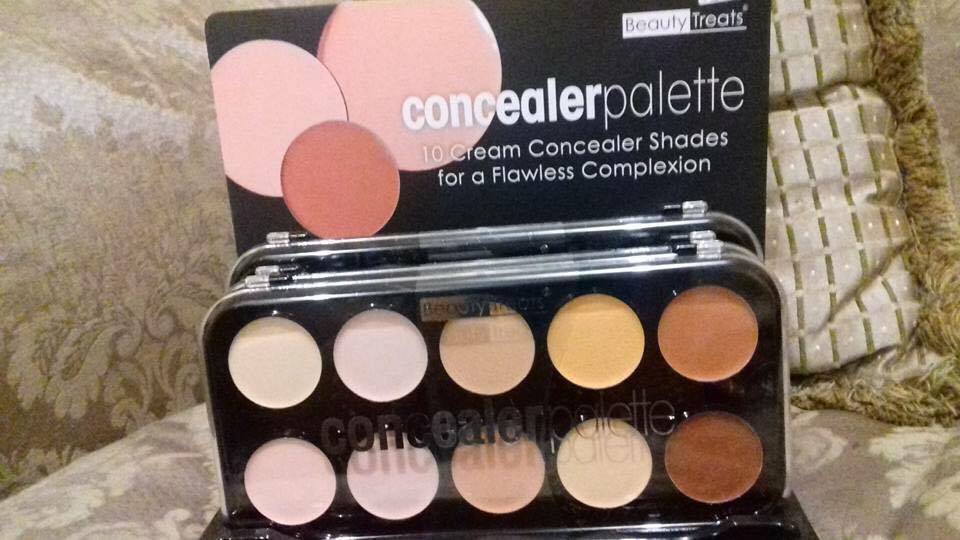 Beauty Treats
concealerpalette
10 Cream Concealer Shades
for a Flawless Complexion
Beauty Treats
concealerpalette